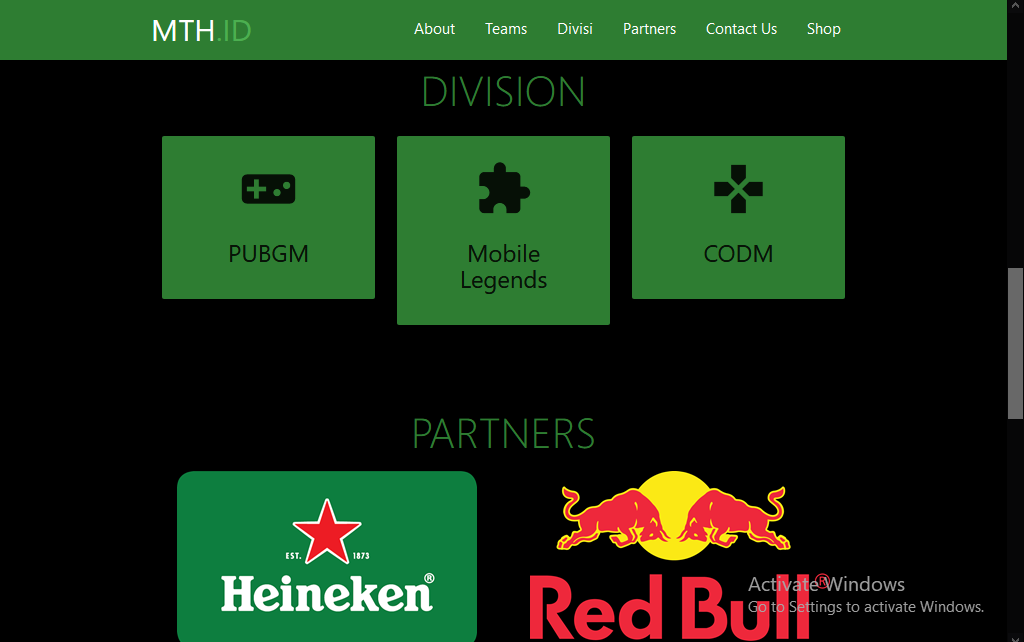 MTH.ID
About Teams Divisi Partners Contact Us Shop
DIVISION
PUBGM
Mobile
Legends
CODM
PARTNERS
EST. 1873
Heineken®
Red Bull®
Activate Windows
Go to Settings to activate Windows.